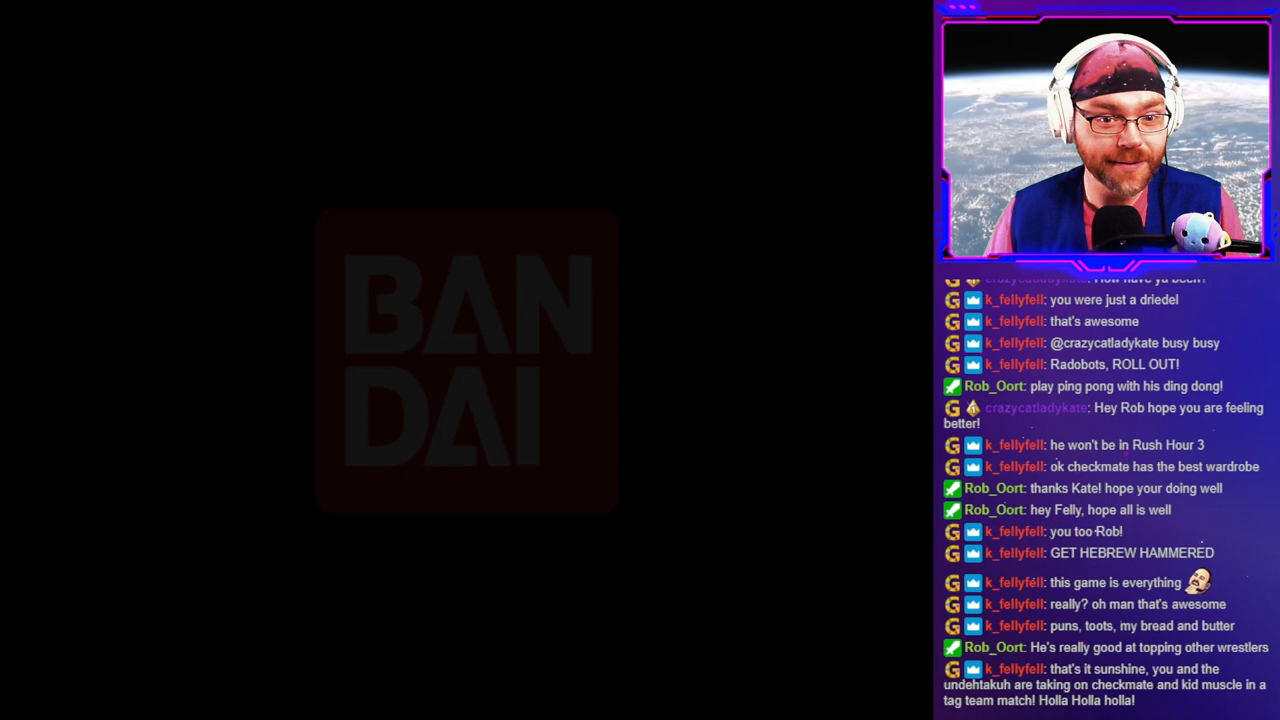 BAN
DAI
k_fellyfell: you were just a driedel
k_fellyfell: that's awesome
k_fellyfell: @crazycatladykate busy busy
k_fellyfell: Radobots, ROLL OUT!
Rob_Oort: play ping pong with his ding dong!
crazycatladykate: Hey Rob hope you are feeling
better!
k_fellyfell: he won't be in Rush Hour 3
k_fellyfell: ok checkmate has the best wardrobe
Rob_Oort: thanks Kate! hope your doing well
Rob_Oort: hey Felly, hope all is well
k_fellyfell: you too Rob!
k_fellyfell: GET HEBREW HAMMERED
k_fellyfell: this game is everything
k_fellyfell: really? oh man that's awesome
k_fellyfell: puns, toots, my bread and butter
Rob_Oort: He's really good at topping other wrestlers
k_fellyfell: that's it sunshine, you and the
undehtakuh are taking on checkmate and kid muscle in a
tag team match! Holla Holla holla!